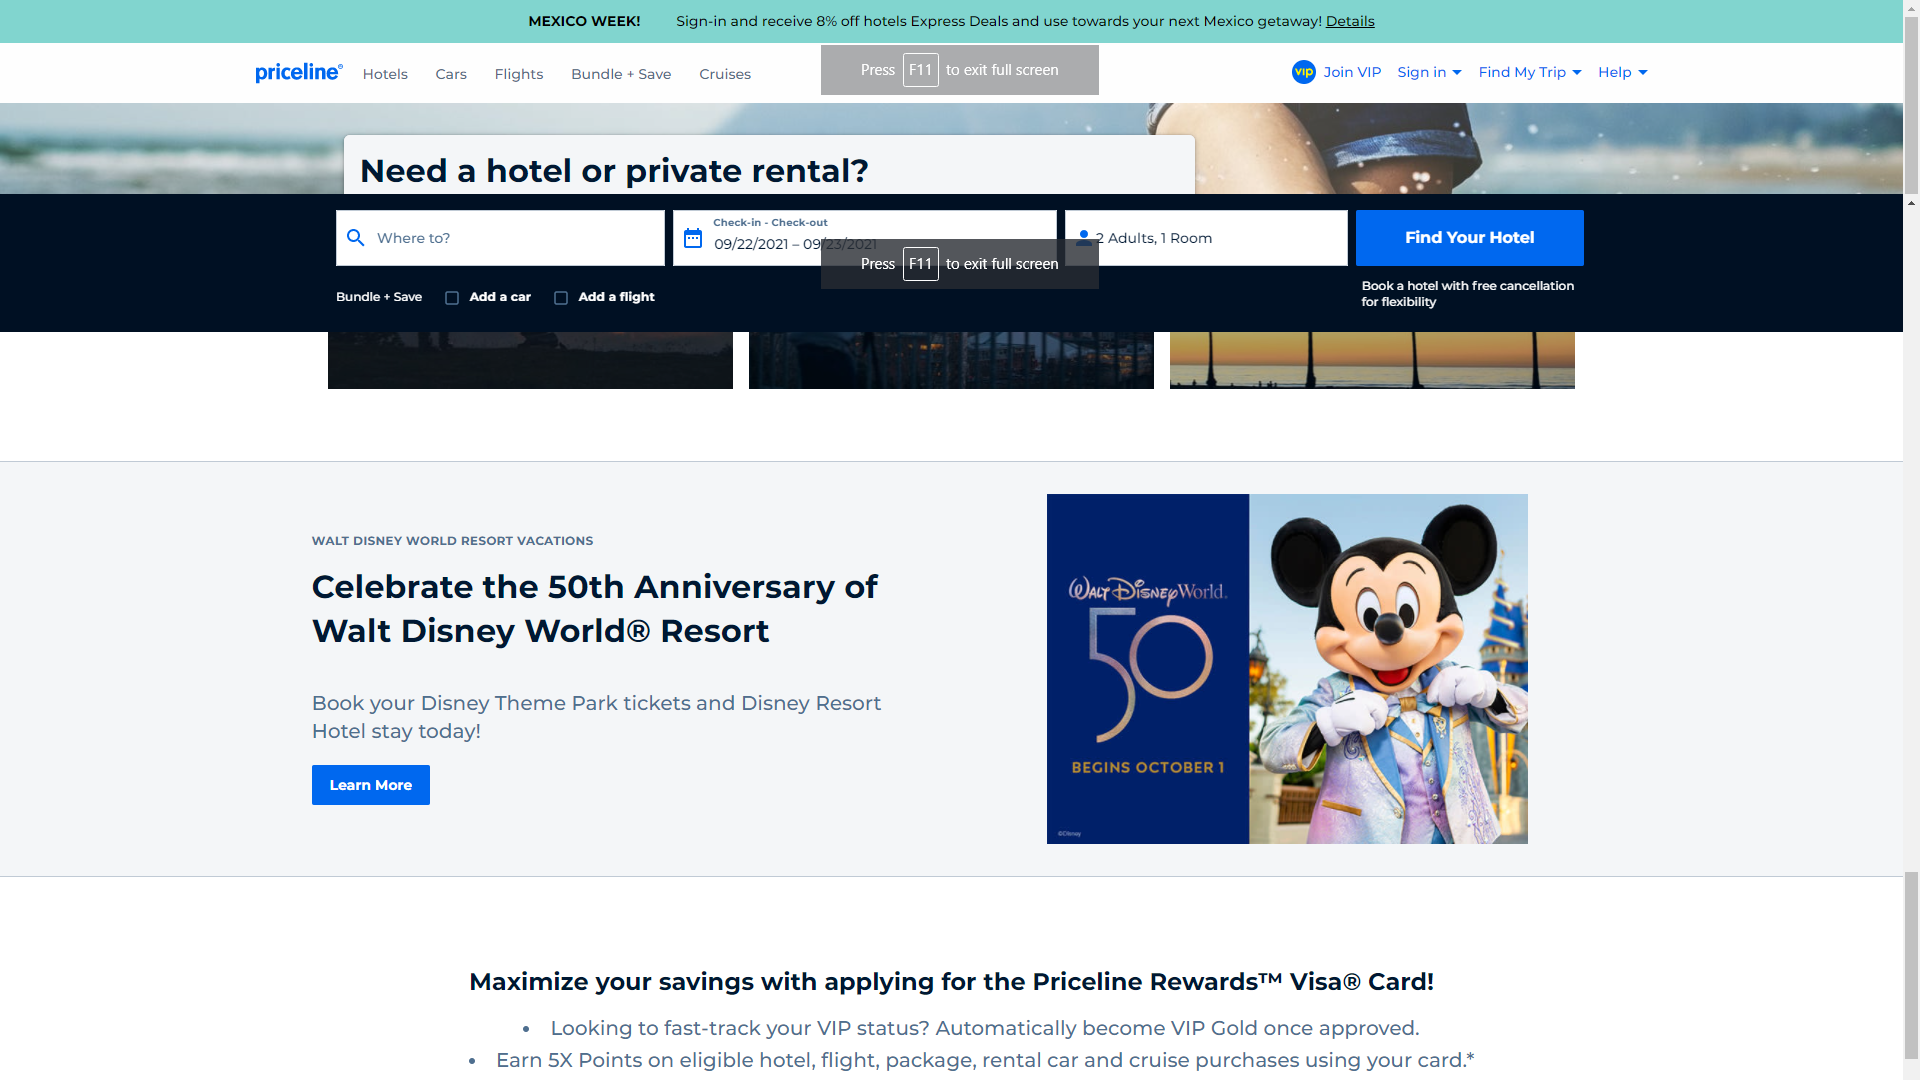 MEXICO WEEK! Sign-in and receive 8% off hotels Express Deals and use towards your next Mexico getaway! Details
priceline® Hotels Cars Flights Bundle + Save Cruises Press F11 to exit full screen vip Join VIP Sign in Find My Trip Help
Need a hotel or private rental?
Where to? Check-in - Check-out
09/22/2021 – 09/23/2021 2 Adults, 1 Room Find Your Hotel
Press F11 to exit full screen
Bundle + Save Add a car Add a flight Book a hotel with free cancellation
for flexibility
WALT DISNEY WORLD RESORT VACATIONS
Celebrate the 50th Anniversary of
Walt Disney World® Resort
Book your Disney Theme Park tickets and Disney Resort
Hotel stay today!
Learn More
WALT DISNEY World.
50
BEGINS OCTOBER 1
©Disney
Maximize your savings with applying for the Priceline Rewards™ Visa® Card!
• Looking to fast-track your VIP status? Automatically become VIP Gold once approved.
• Earn 5X Points on eligible hotel, flight, package, rental car and cruise purchases using your card.*